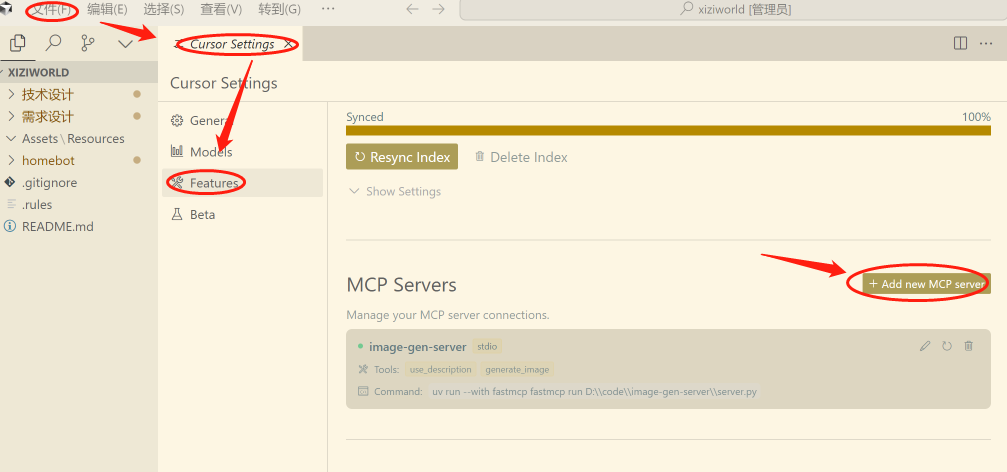 文件(F) 编辑(E) 选择(S) 查看(V) 转到(G) ··· xiziworld [管理员]
Cursor Settings
XIZIWORLD
技术设计
需求设计
Assets\Resources
homebot
.gitignore
.rules
README.md
Cursor Settings
General
Models
Features
Beta
Synced 100%
Resync Index Delete Index
Show Settings
MCP Servers + Add new MCP server
Manage your MCP server connections.
image-gen-server stdio
Tools: use_description generate_image
Command: uv run --with fastmcp fastmcp run D:\\code\\image-gen-server\\server.py